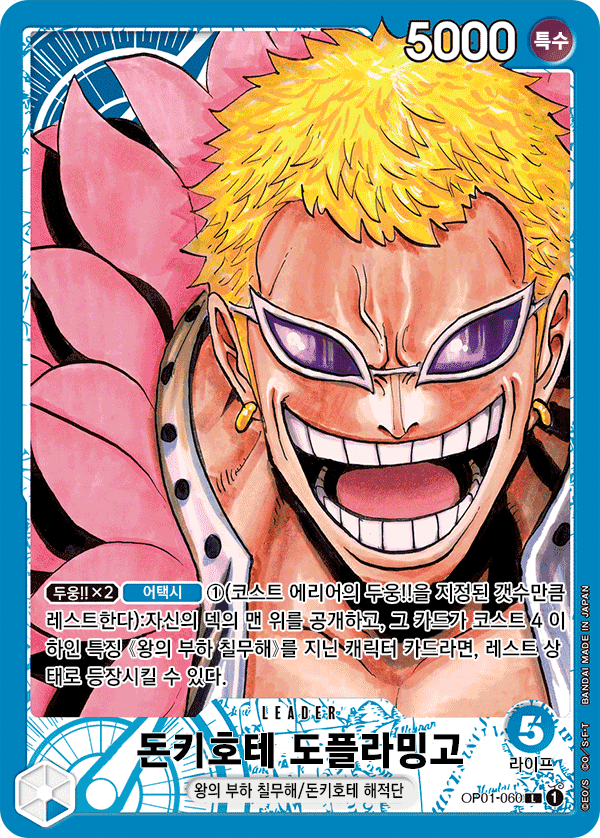 5000 특수
두웅!!×2 어택시 ①(코스트 에리어의 두웅!!을 지정된 갯수만큼
레스트한다):자신의 덱의 맨 위를 공개하고, 그 카드가 코스트 4 이
하인 특징 《왕의 부하 칠무해》를 지닌 캐릭터 카드라면, 레스트 상
태로 등장시킬 수 있다.
LEADER
돈키호테 도플라밍고
5
라이프
왕의 부하 칠무해/돈키호테 해적단
OP01-060 L 1
©EO/S ©O/S·F·T BANDAI MADE IN JAPAN